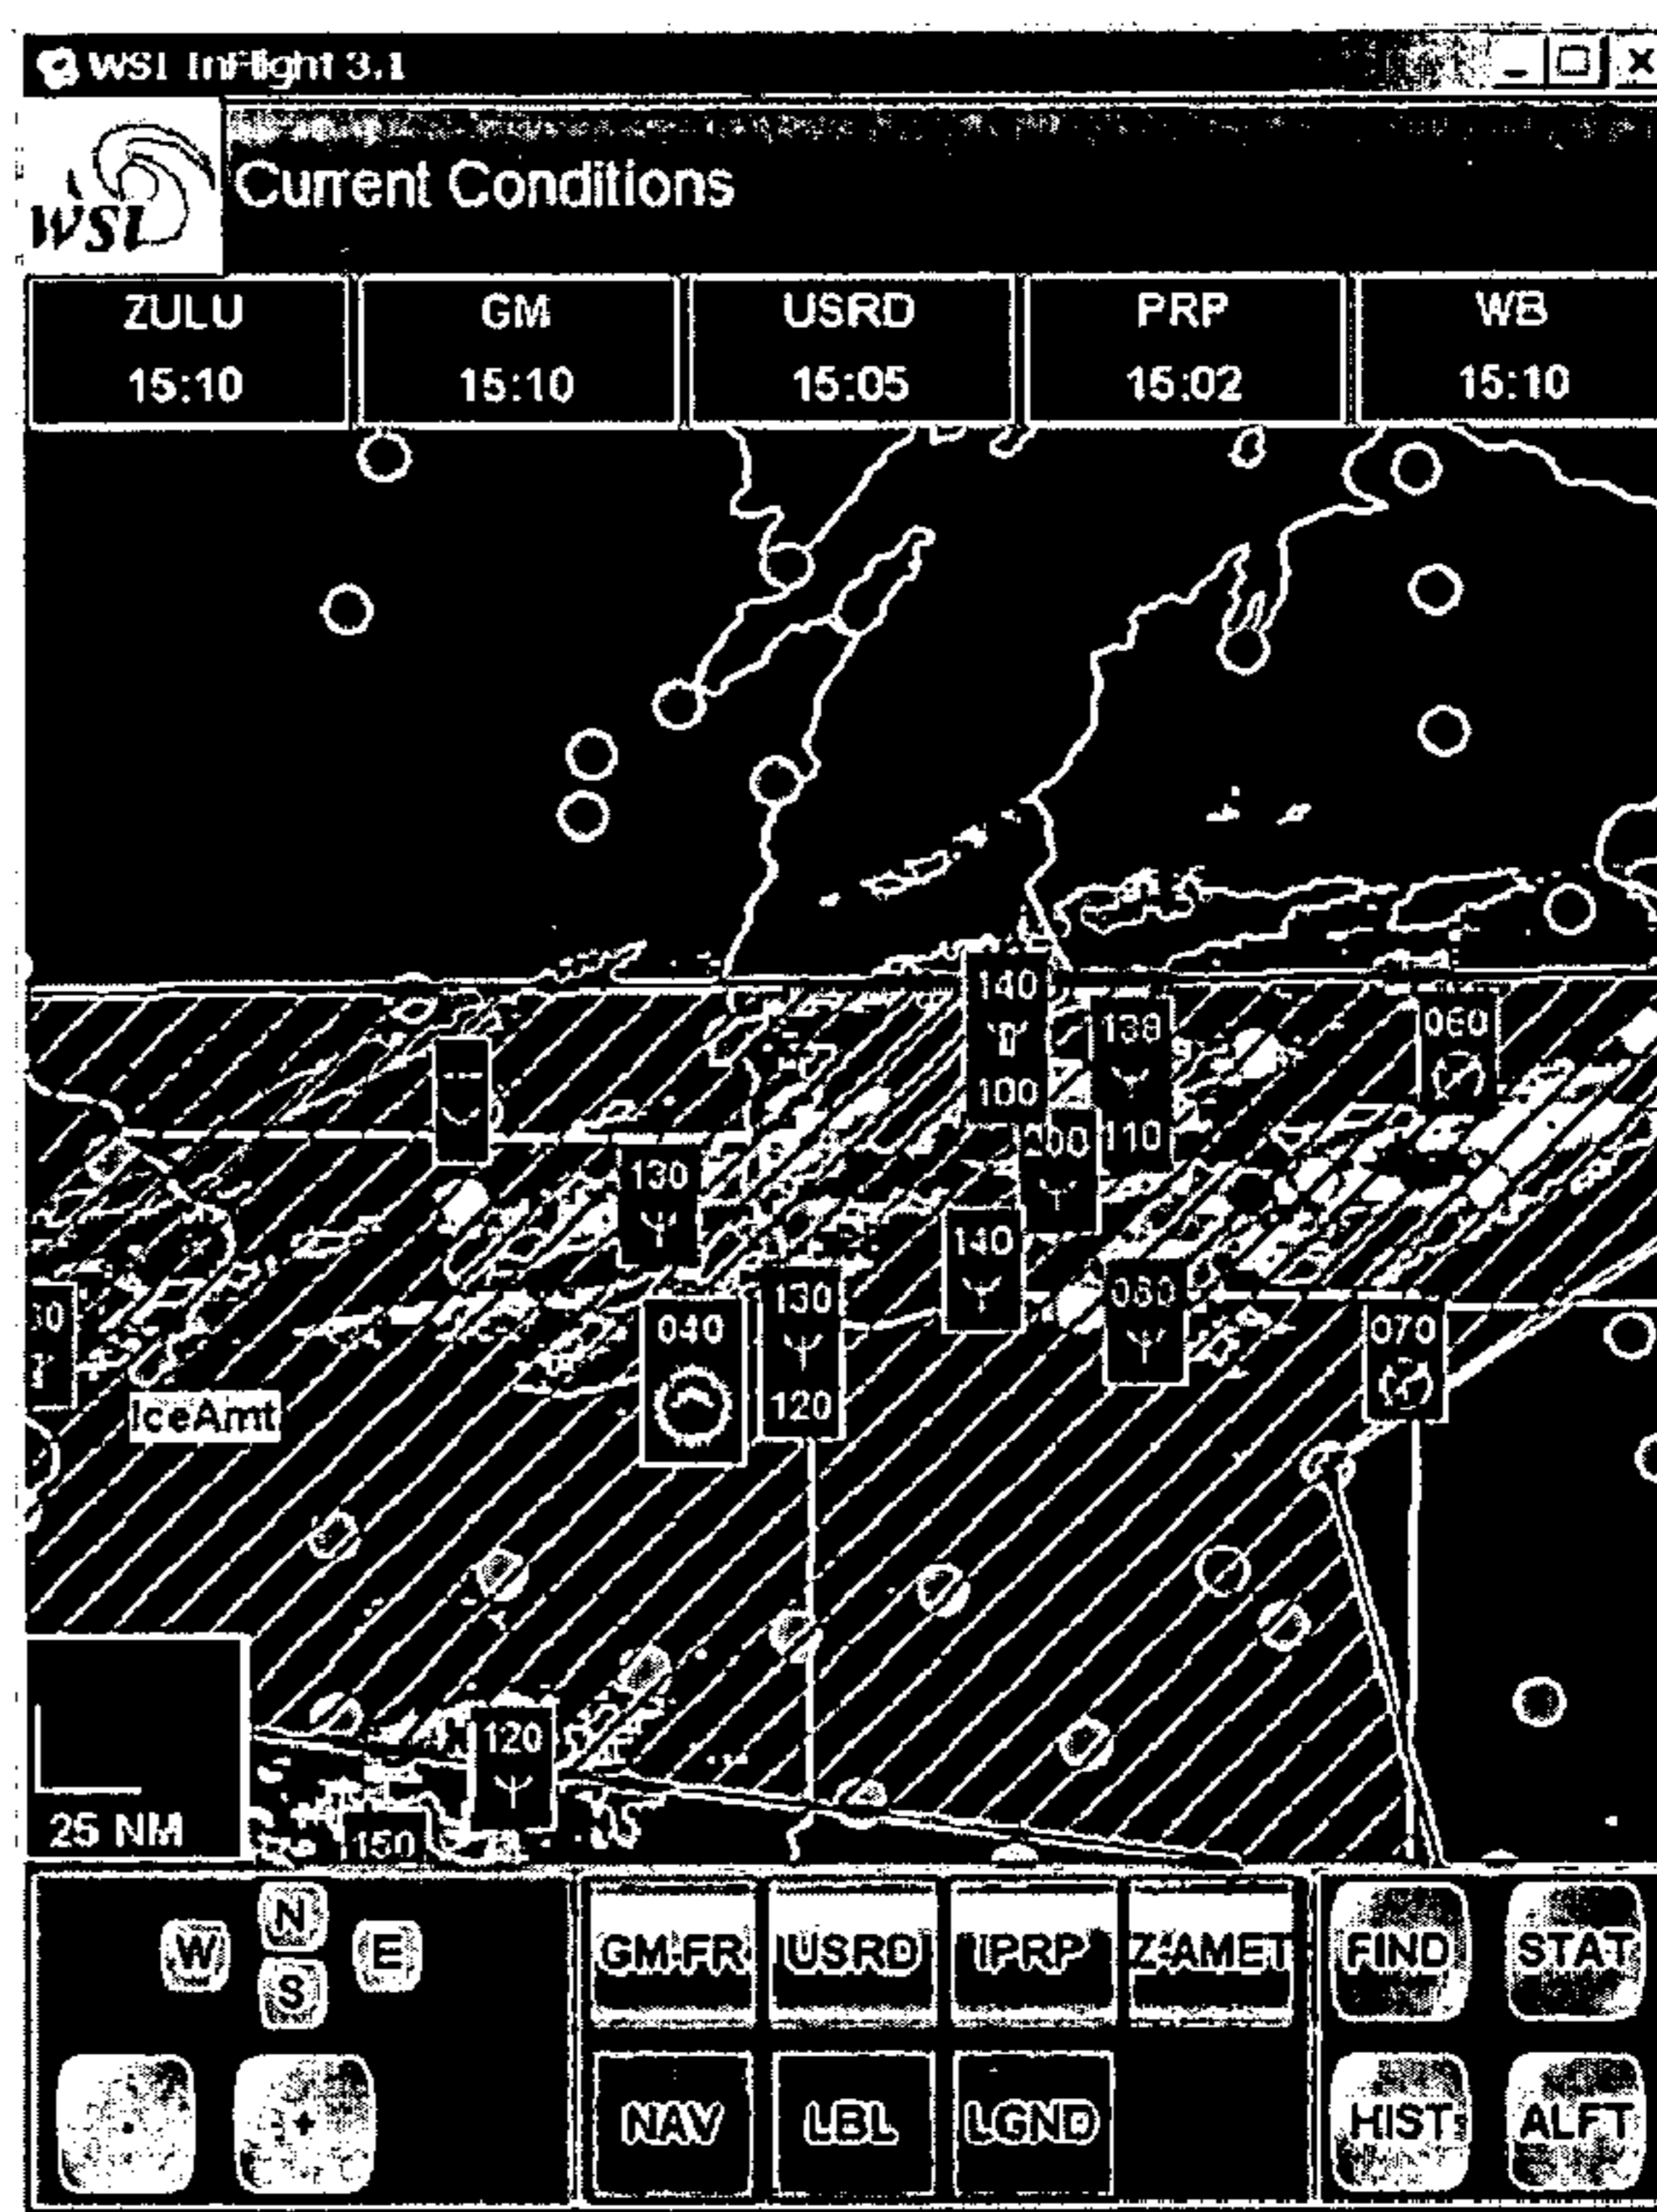 WSI InFlight 3.1
WSI
Current Conditions
ZULU GM USRD PRP WB
15:10 15:10 15:05 15:02 15:10
140
138
060
---
100
200
110
130
140
130
060
040
070
120
IceAmt
120
25 NM
150
N
W
E
S
GM-FR USRD IPRP Z-AMET FIND STAT
NAV LBL LGND HIST ALFT